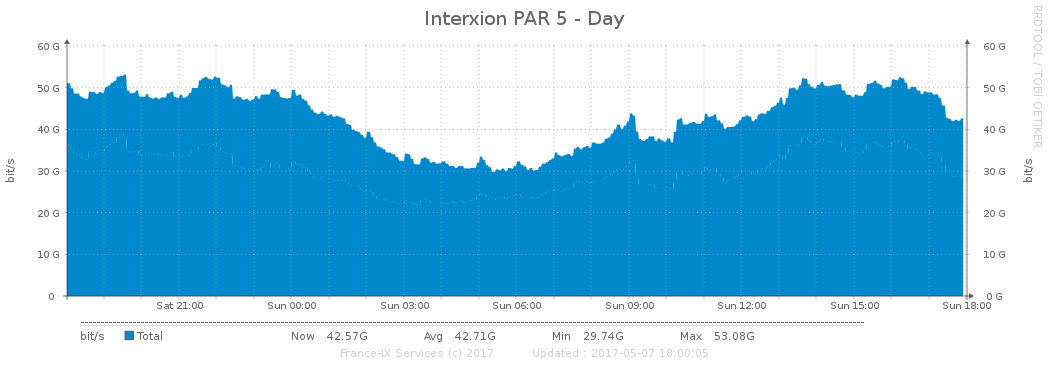 Interxion PAR 5 - Day
RRDTOOL / TOBI OETIKER
60 G 60 G
50 G 50 G
40 G 40 G
30 G 30 G
20 G 20 G
10 G 10 G
0 0 G
bit/s
bit/s
Sat 21:00 Sun 00:00 Sun 03:00 Sun 06:00 Sun 09:00 Sun 12:00 Sun 15:00 Sun 18:00
bit/s Total Now 42.57G Avg 42.71G Min 29.74G Max 53.08G
France-IX Services (c) 2017 Updated : 2017-05-07 18:00:05